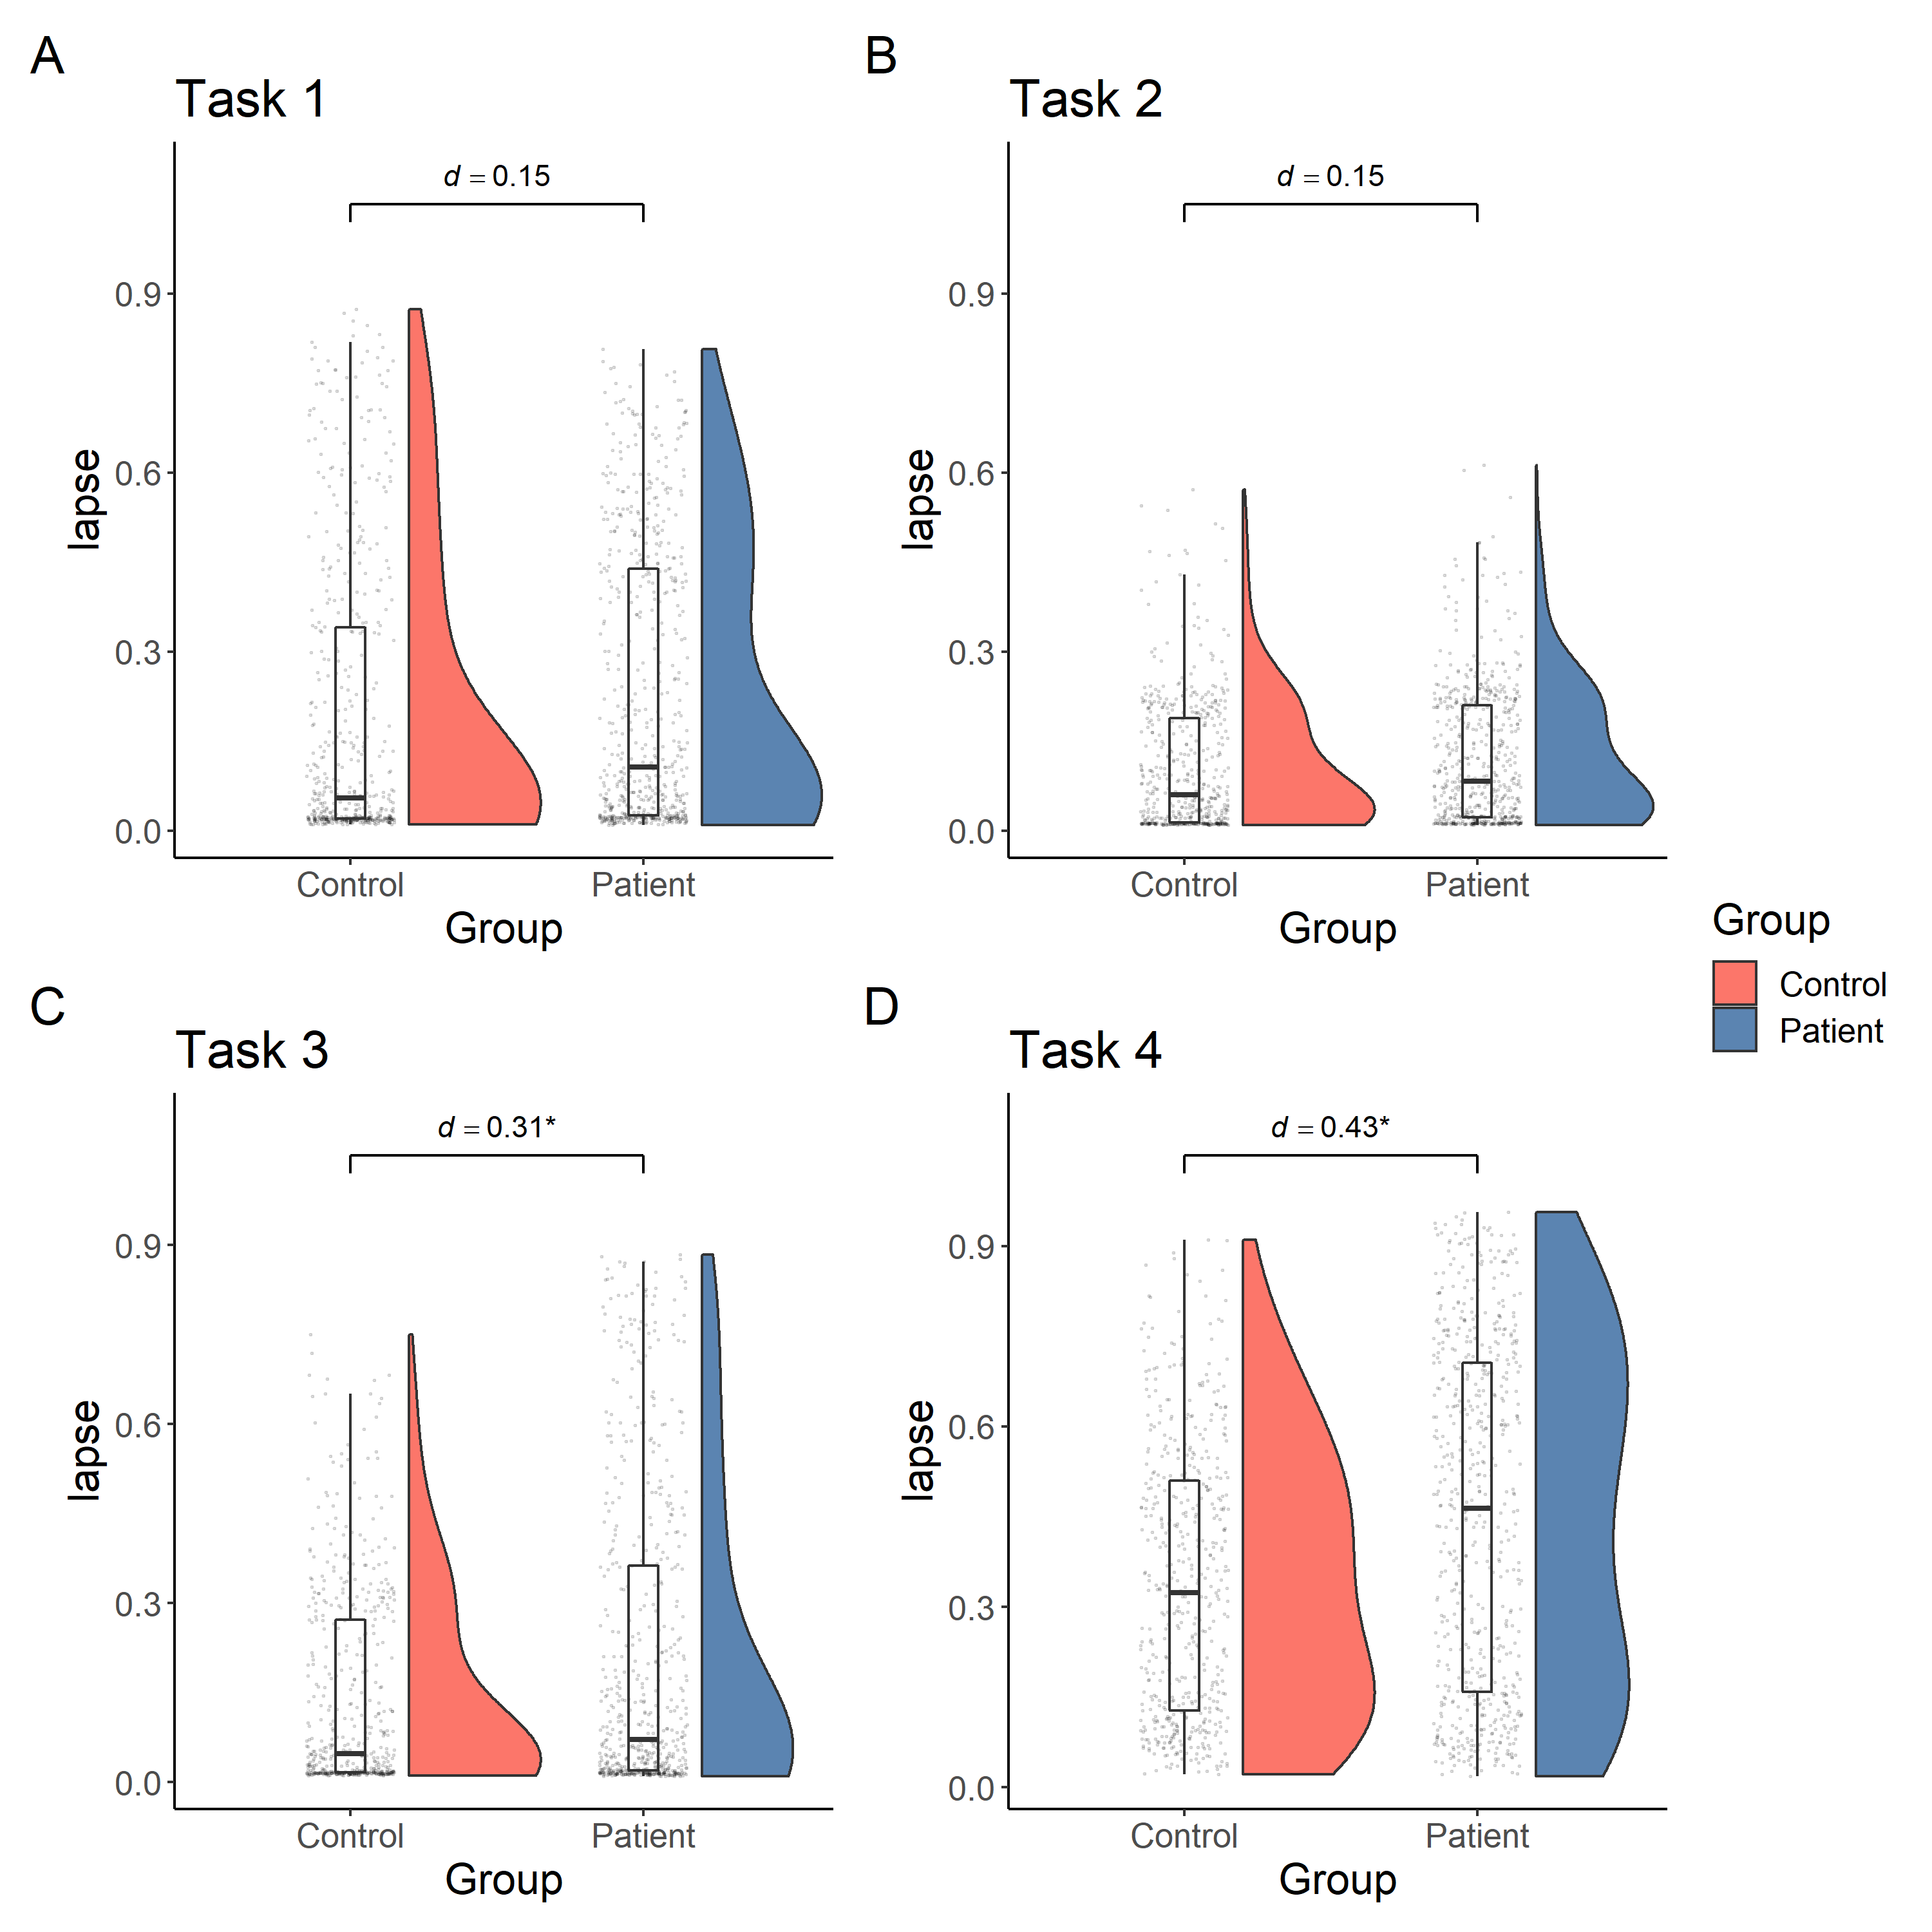 A
Task 1
d = 0.15
0.9
0.6
0.3
0.0
lapse
Control
Patient
Group
B
Task 2
d = 0.15
0.9
0.6
0.3
0.0
lapse
Control
Patient
Group
C
Task 3
d = 0.31*
0.9
0.6
0.3
0.0
lapse
Control
Patient
Group
D
Task 4
d = 0.43*
0.9
0.6
0.3
0.0
lapse
Control
Patient
Group
Group
Control
Patient